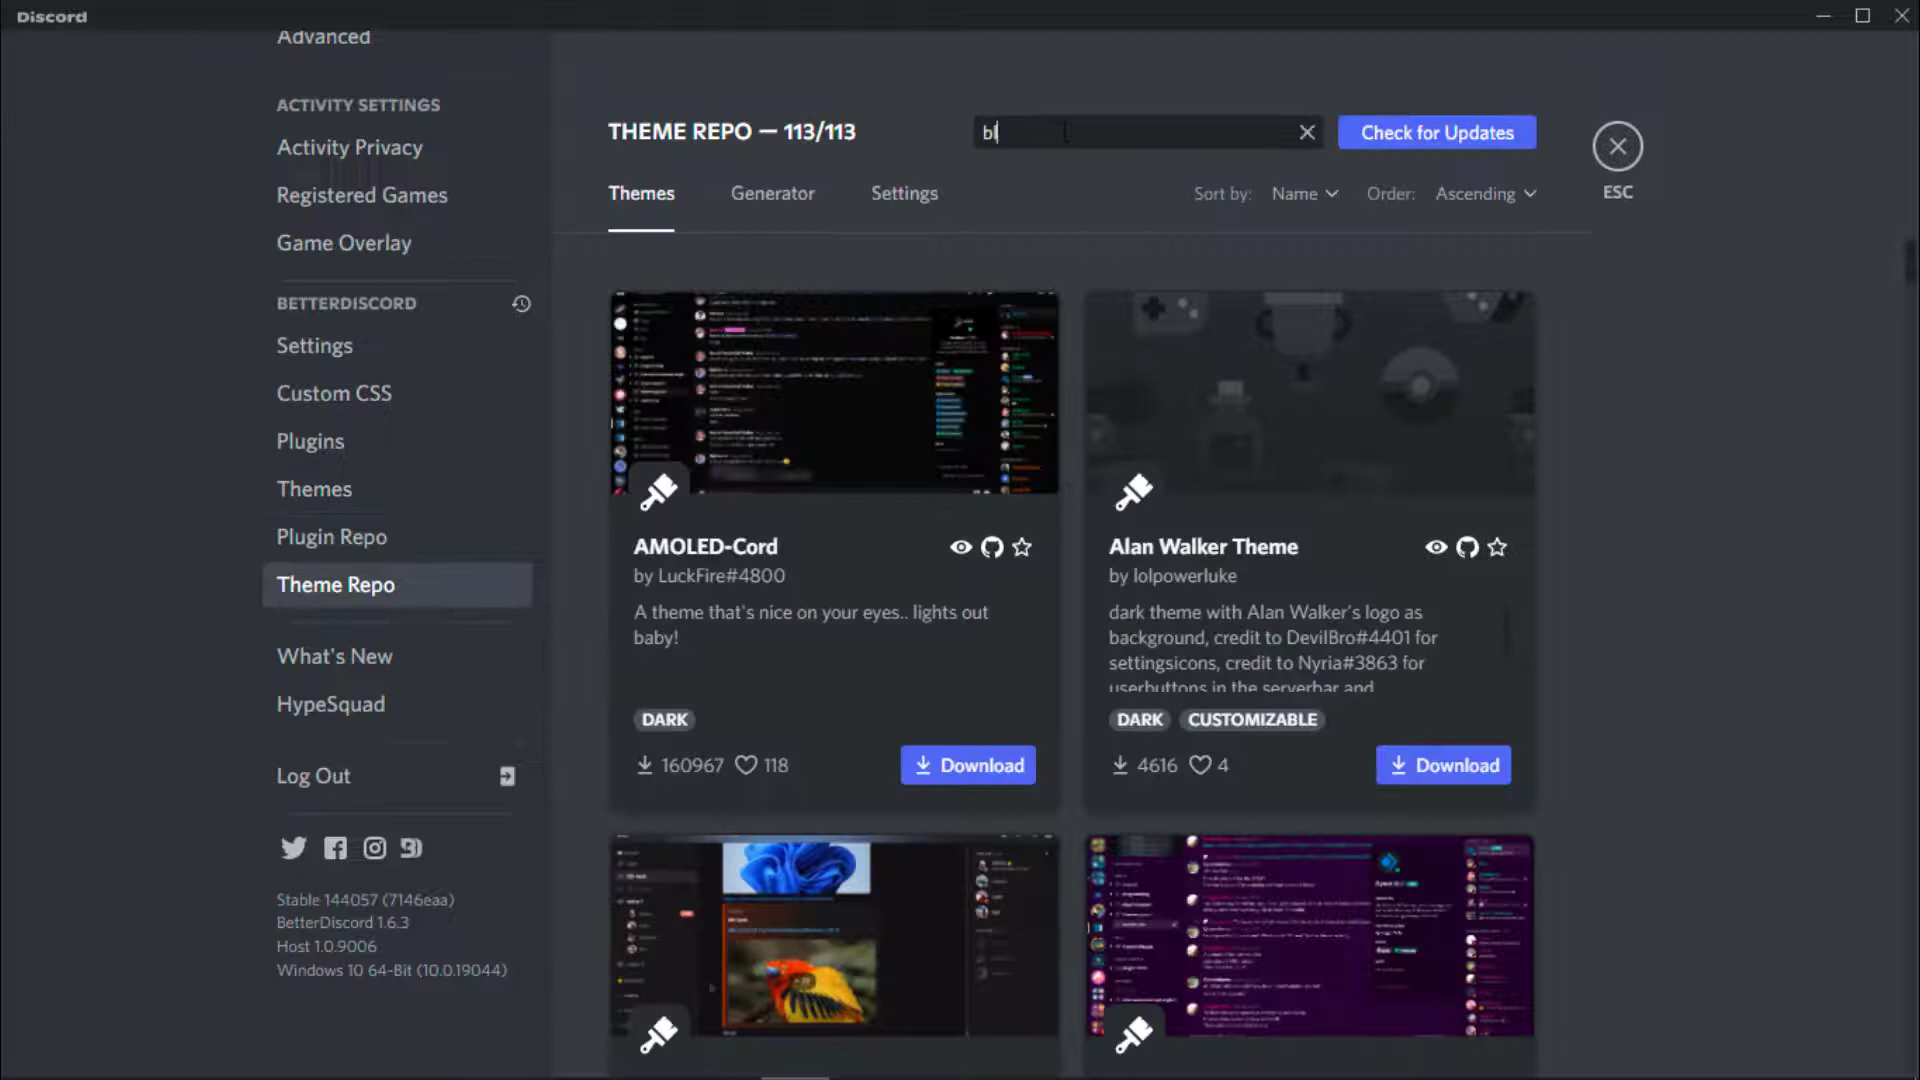 Discord
Advanced
ACTIVITY SETTINGS
Activity Privacy
Registered Games
Game Overlay
BETTERDISCORD
Settings
Custom CSS
Plugins
Themes
Plugin Repo
Theme Repo
What's New
HypeSquad
Log Out
Stable 144057 (7146eaa)
BetterDiscord 1.6.3
Host 1.0.9006
Windows 10 64-Bit (10.0.19044)
THEME REPO — 113/113
bl
Check for Updates
ESC
Themes Generator Settings
Sort by: Name Order: Ascending
AMOLED-Cord
by LuckFire#4800
A theme that's nice on your eyes.. lights out
baby!
DARK
160967 118
Download
Alan Walker Theme
by lolpowerluke
dark theme with Alan Walker's logo as
background, credit to DevilBro#4401 for
settingsicons, credit to Nyria#3863 for
userbuttons in the serverbar and
DARK CUSTOMIZABLE
4616 4
Download